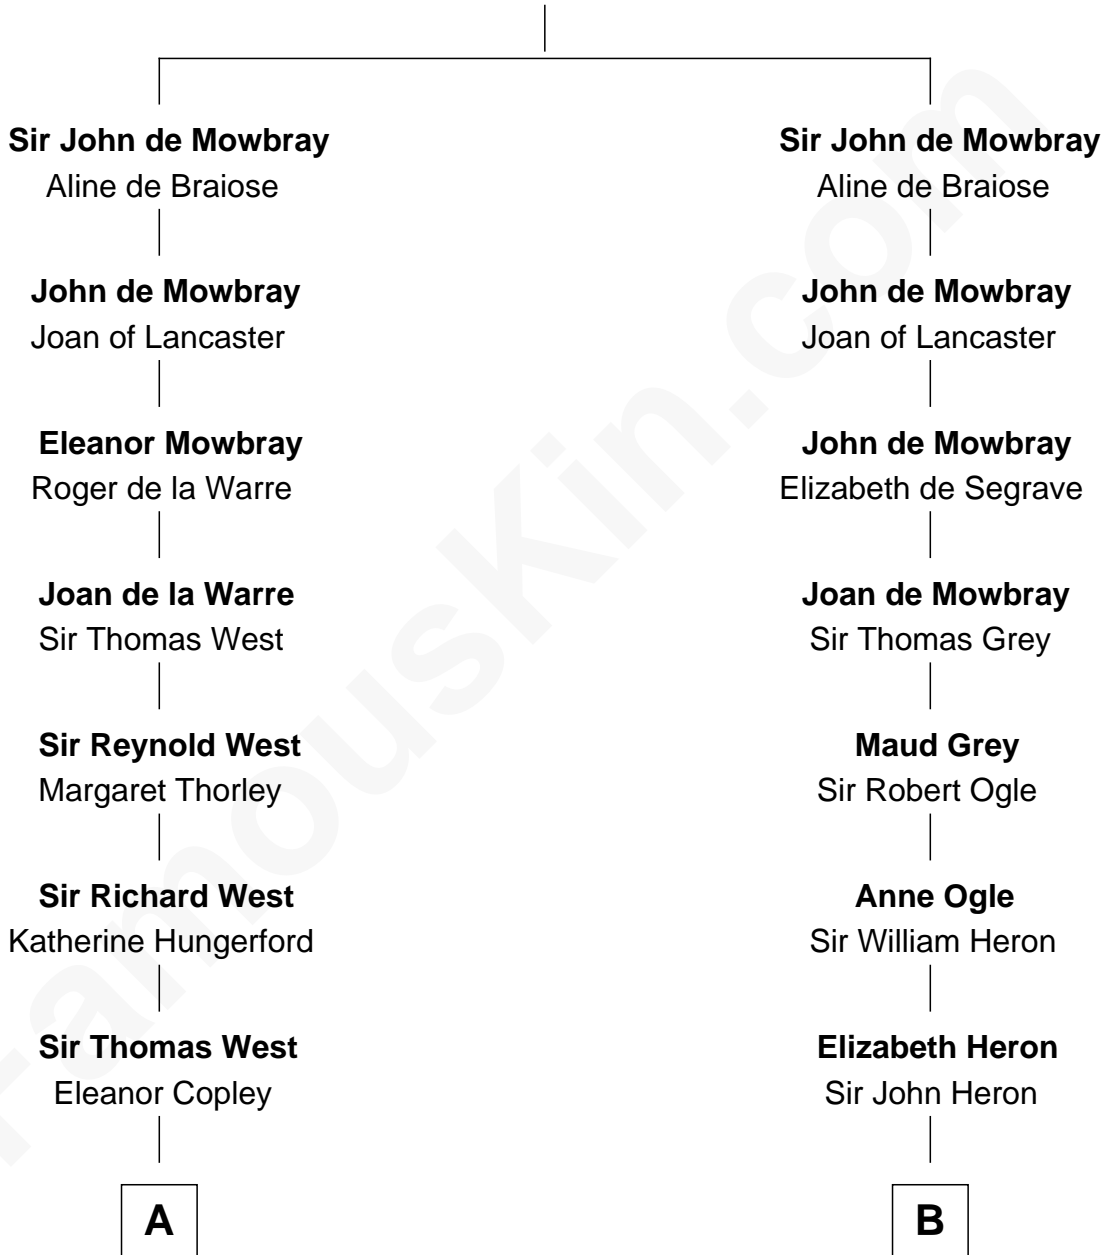 Sir John de Mowbray
Aline de Braiose
John de Mowbray
Joan of Lancaster
Eleanor Mowbray
Roger de la Warre
Joan de la Warre
Sir Thomas West
Sir Reynold West
Margaret Thorley
Sir Richard West
Katherine Hungerford
Sir Thomas West
Eleanor Copley
A
Sir John de Mowbray
Aline de Braiose
John de Mowbray
Joan of Lancaster
John de Mowbray
Elizabeth de Segrave
Joan de Mowbray
Sir Thomas Grey
Maud Grey
Sir Robert Ogle
Anne Ogle
Sir William Heron
Elizabeth Heron
Sir John Heron
B
FamousKin.com